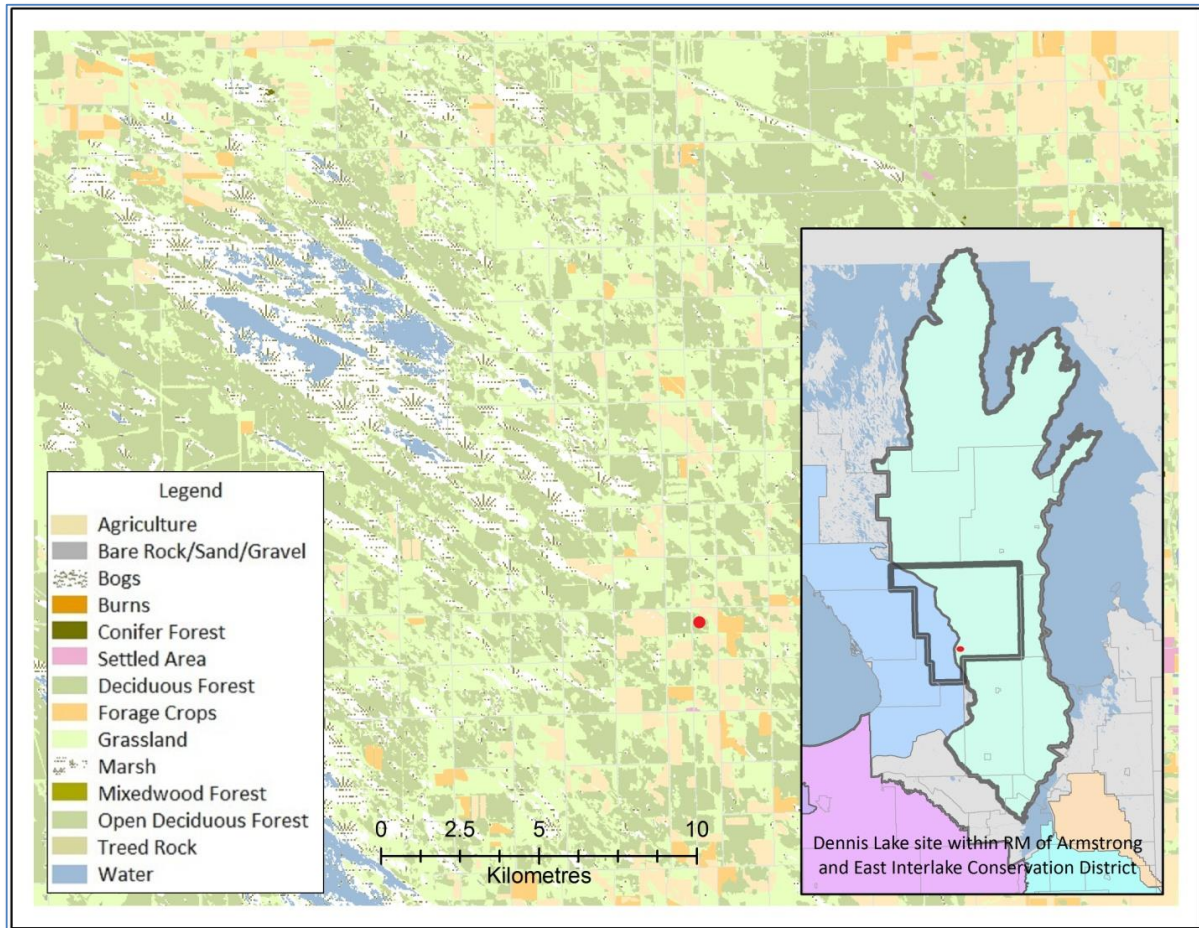 Legend
Agriculture
Bare Rock/Sand/Gravel
Bogs
Burns
Conifer Forest
Settled Area
Deciduous Forest
Forage Crops
Grassland
Marsh
Mixedwood Forest
Open Deciduous Forest
Treed Rock
Water
0 2.5 5 10
Kilometres
Dennis Lake site within RM of Armstrong
and East Interlake Conservation District